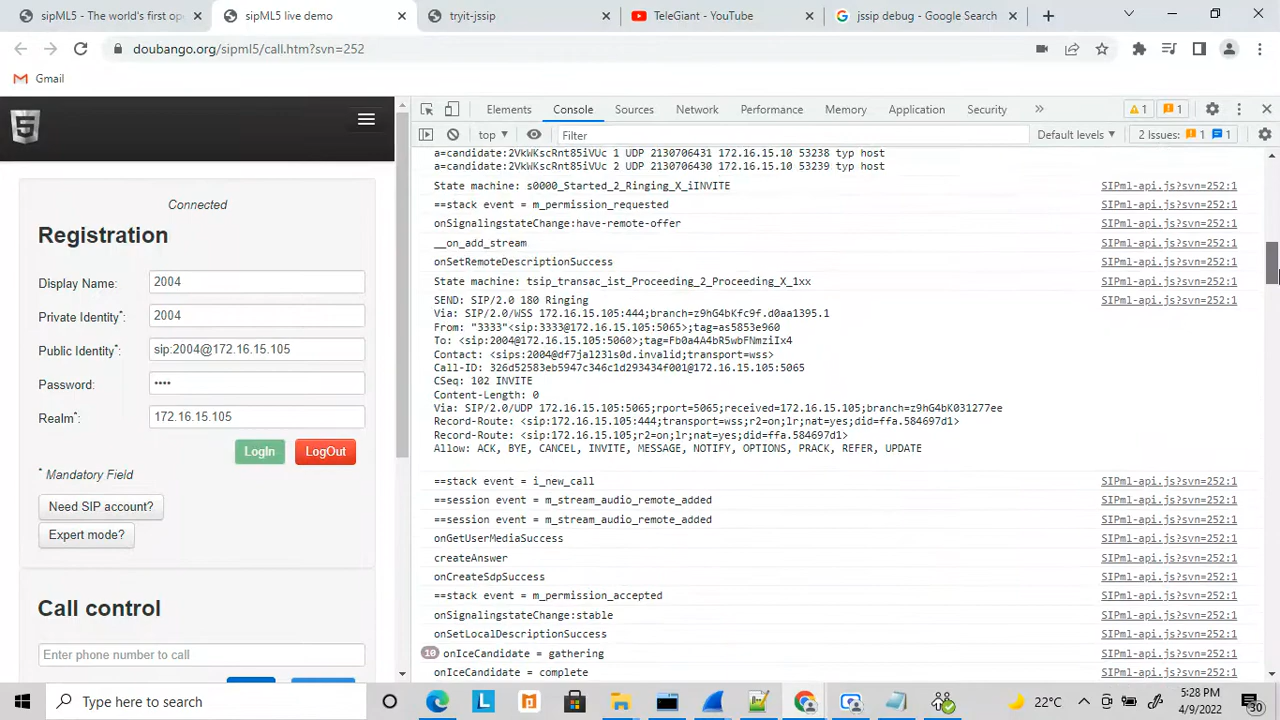 sipML5 - The world's first op
sipML5 live demo
tryit-jssip
TeleGiant - YouTube
jssip debug - Google Search
doubango.org/sipml5/call.htm?svn=252
Gmail
Elements
Console
Sources
Network
Performance
Memory
Application
Security
1
1
top
Filter
Default levels
2 Issues:
1
1
Connected
Registration
Display Name:
2004
Private Identity*:
2004
Public Identity*:
sip:2004@172.16.15.105
Password:
••••
Realm*:
172.16.15.105
LogIn
LogOut
* Mandatory Field
Need SIP account?
Expert mode?
Call control
Enter phone number to call
a=candidate:2VkWKscRnt85iVUc 1 UDP 2130706431 172.16.15.10 53238 typ host
a=candidate:2VkWKscRnt85iVUc 2 UDP 2130706430 172.16.15.10 53239 typ host
State machine: s0000_Started_2_Ringing_X_iINVITE SIPml-api.js?svn=252:1
==stack event = m_permission_requested SIPml-api.js?svn=252:1
onSignalingstateChange:have-remote-offer SIPml-api.js?svn=252:1
__on_add_stream SIPml-api.js?svn=252:1
onSetRemoteDescriptionSuccess SIPml-api.js?svn=252:1
State machine: tsip_transac_ist_Proceeding_2_Proceeding_X_1xx SIPml-api.js?svn=252:1
SEND: SIP/2.0 180 Ringing SIPml-api.js?svn=252:1
Via: SIP/2.0/WSS 172.16.15.105:444;branch=z9hG4bKfc9f.d0aa1395.1
From: "3333"<sip:3333@172.16.15.105:5065>;tag=as5853e960
To: <sip:2004@172.16.15.105:5060>;tag=Fb0a4A4bR5wbFNmziIx4
Contact: <sips:2004@df7jal23ls0d.invalid;transport=wss>
Call-ID: 326d52583eb5947c346c1d293434f001@172.16.15.105:5065
CSeq: 102 INVITE
Content-Length: 0
Via: SIP/2.0/UDP 172.16.15.105:5065;rport=5065;received=172.16.15.105;branch=z9hG4bK031277ee
Record-Route: <sip:172.16.15.105:444;transport=wss;r2=on;lr;nat=yes;did=ffa.584697d1>
Record-Route: <sip:172.16.15.105;r2=on;lr;nat=yes;did=ffa.584697d1>
Allow: ACK, BYE, CANCEL, INVITE, MESSAGE, NOTIFY, OPTIONS, PRACK, REFER, UPDATE
==stack event = i_new_call SIPml-api.js?svn=252:1
==session event = m_stream_audio_remote_added SIPml-api.js?svn=252:1
==session event = m_stream_audio_remote_added SIPml-api.js?svn=252:1
onGetUserMediaSuccess SIPml-api.js?svn=252:1
createAnswer SIPml-api.js?svn=252:1
onCreateSdpSuccess SIPml-api.js?svn=252:1
==stack event = m_permission_accepted SIPml-api.js?svn=252:1
onSignalingstateChange:stable SIPml-api.js?svn=252:1
onSetLocalDescriptionSuccess SIPml-api.js?svn=252:1
10 onIceCandidate = gathering SIPml-api.js?svn=252:1
onIceCandidate = complete SIPml-api.js?svn=252:1
Type here to search
22°C
5:28 PM
4/9/2022
30